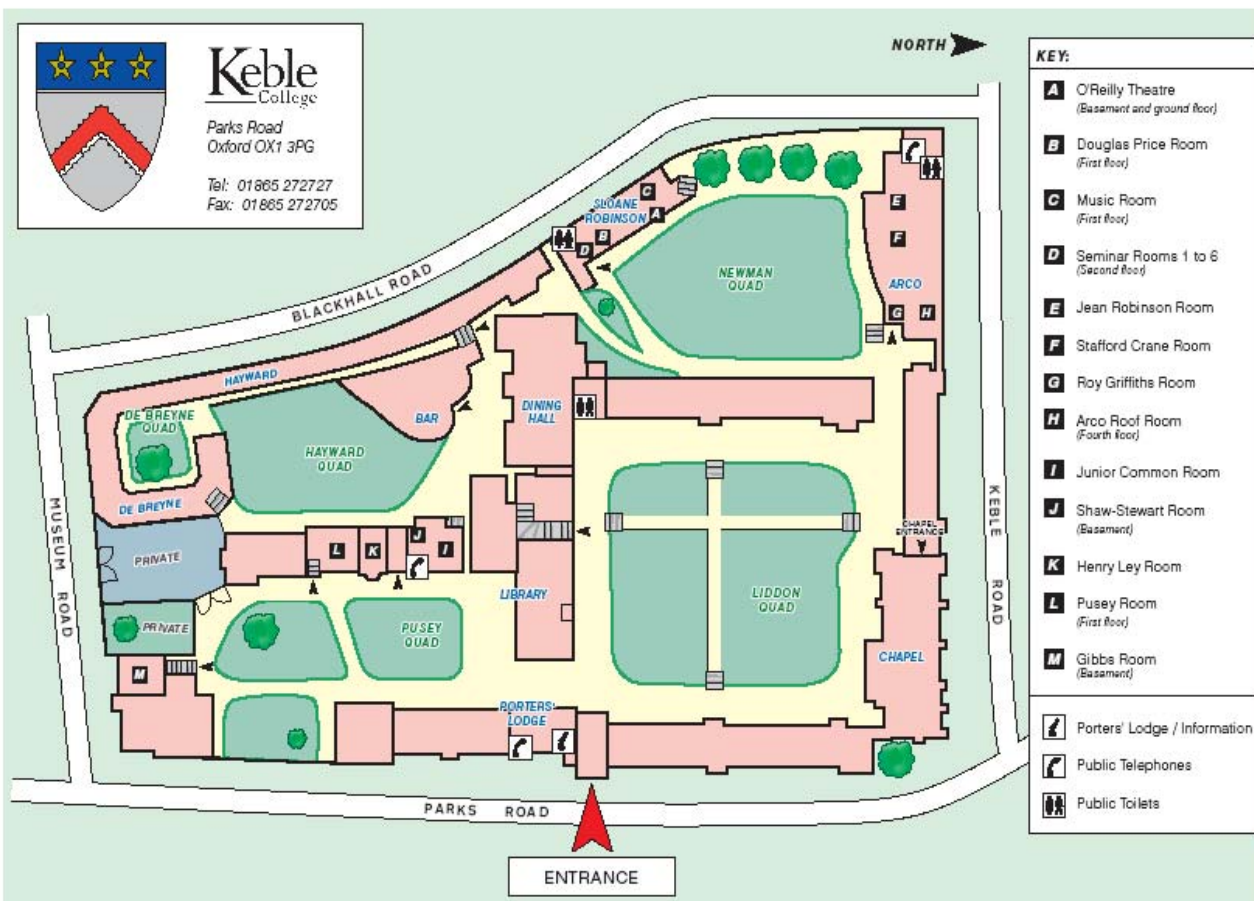 Keble
College
Parks Road
Oxford OX1 3PG
Tel: 01865 272727
Fax: 01865 272705
NORTH
KEY:
A O'Reilly Theatre
(Basement and ground floor)
B Douglas Price Room
(First floor)
C Music Room
(First floor)
D Seminar Rooms 1 to 6
(Second floor)
E Jean Robinson Room
F Stafford Crane Room
G Roy Griffiths Room
H Arco Roof Room
(Fourth floor)
I Junior Common Room
J Shaw-Stewart Room
(Basement)
K Henry Ley Room
L Pusey Room
(First floor)
M Gibbs Room
(Basement)
Porters' Lodge / Information
Public Telephones
Public Toilets
BLACKHALL ROAD
SLOANE
ROBINSON
C
A
B
D
NEWMAN
QUAD
E
F
ARCO
G H
HAYWARD
DE BREYNE
QUAD
HAYWARD
QUAD
BAR
DINING
HALL
DE BREYNE
MUSEUM ROAD
KEBLE ROAD
PRIVATE
L K J I
LIBRARY
CHAPEL
ENTRANCE
LIDDON
QUAD
PRIVATE
PUSEY
QUAD
CHAPEL
M
PORTERS'
LODGE
PARKS ROAD
ENTRANCE